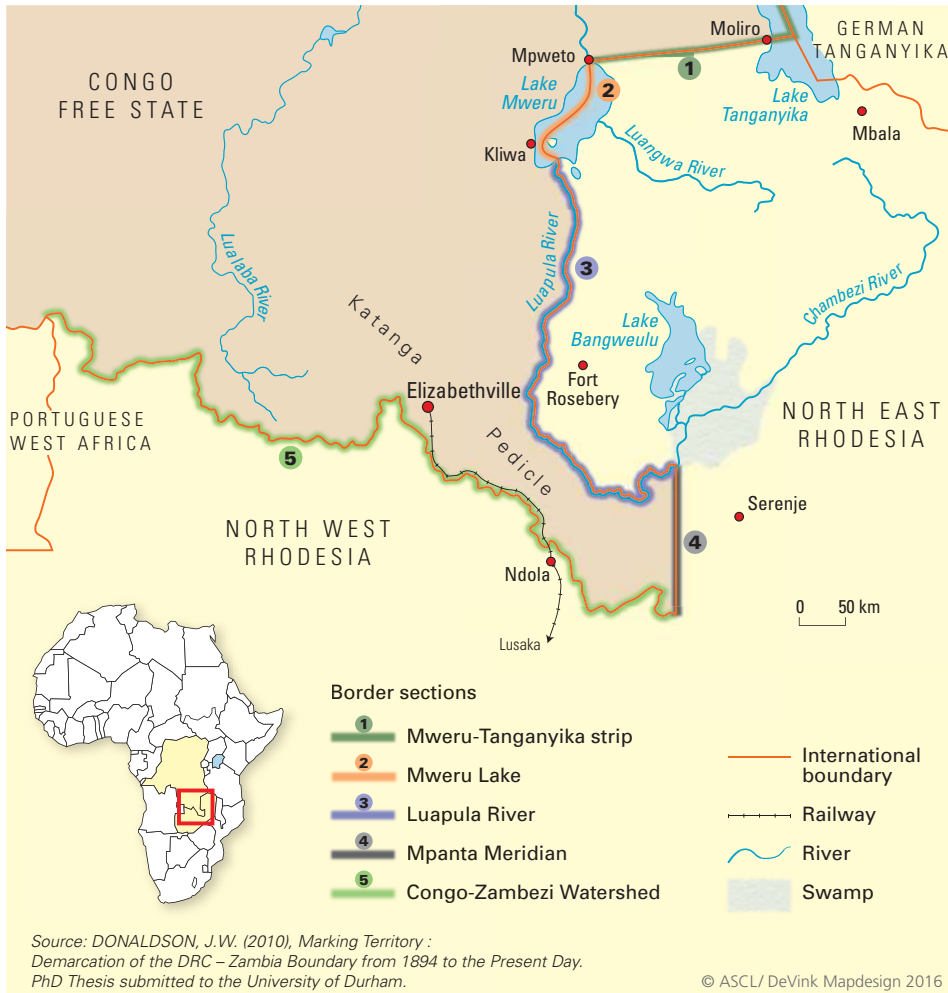 CONGO
FREE STATE
Mpweto
Moliro
GERMAN
TANGANYIKA
1
2
Lake
Mweru
Lake
Tanganyika
Mbala
Kliwa
Luangwa River
Lualaba River
Luapula River
3
Chambezi River
Katanga
Lake
Bangweulu
Elizabethville
Fort
Rosebery
PORTUGUESE
WEST AFRICA
Pedicle
NORTH EAST
RHODESIA
5
NORTH WEST
RHODESIA
Serenje
4
Ndola
0 50 km
Lusaka
Border sections
1
Mweru-Tanganyika strip
2
Mweru Lake
3
Luapula River
4
Mpanta Meridian
5
Congo-Zambezi Watershed
International
boundary
Railway
River
Swamp
Source: DONALDSON, J.W. (2010), Marking Territory :
Demarcation of the DRC – Zambia Boundary from 1894 to the Present Day.
PhD Thesis submitted to the University of Durham.
© ASCL/ DeVink Mapdesign 2016